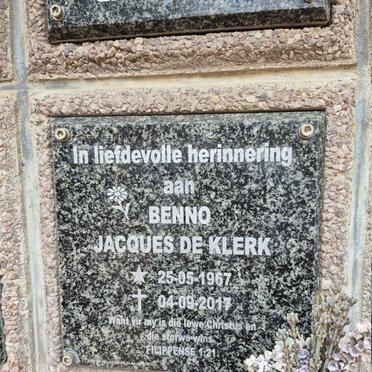 In liefdevolle herinnering
aan
BENNO
JACQUES DE KLERK
★ 25-05-1967
✝ 04-09-2017
Want vir my is die lewe Christus en
die sterwe wins
FILIPPENSE 1:21